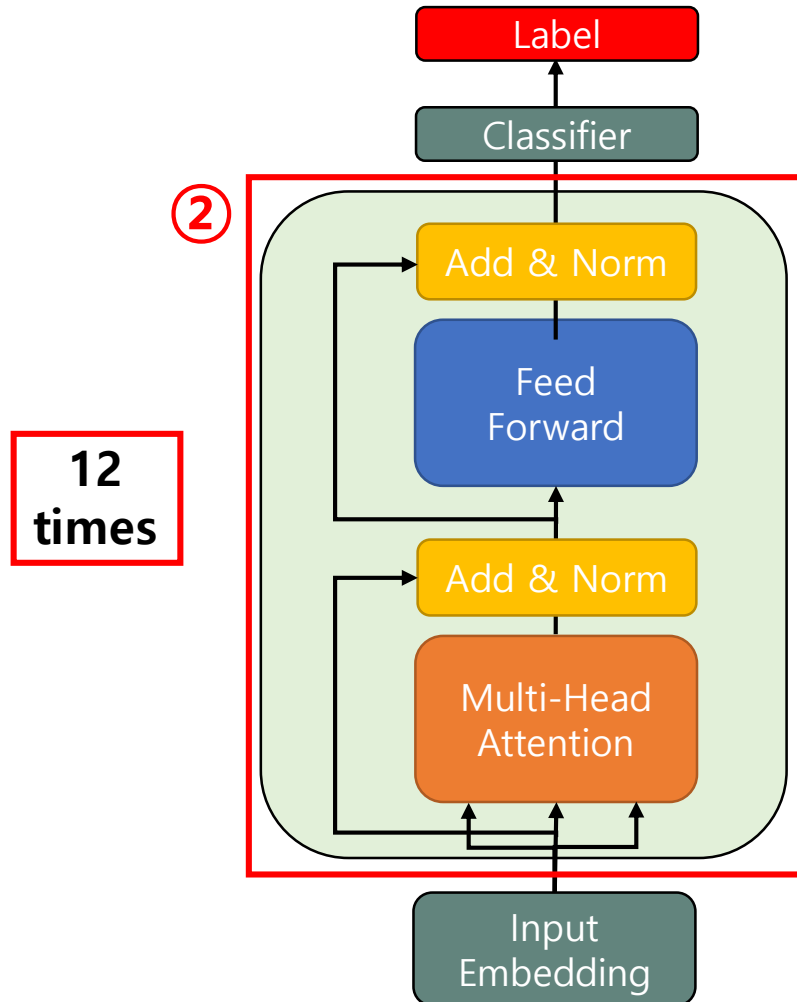 Label
Classifier
②
Add & Norm
Feed
Forward
12
times
Add & Norm
Multi-Head
Attention
Input
Embedding